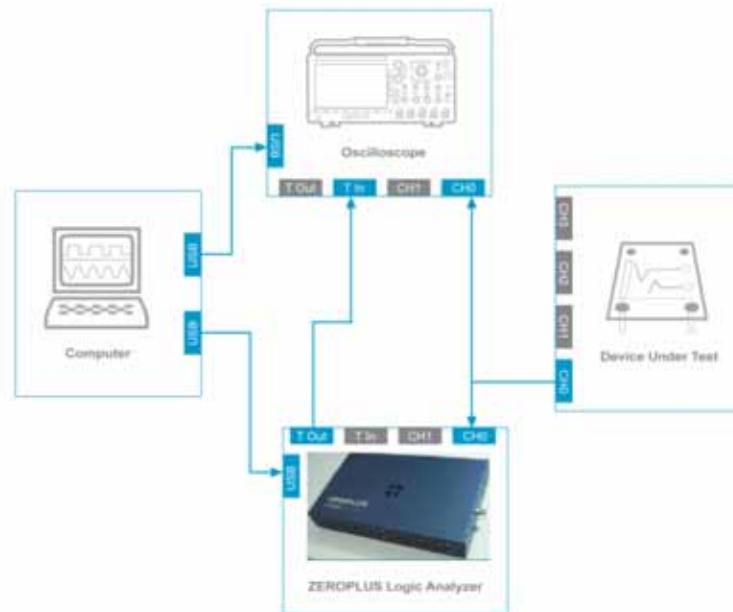 USB
Oscilloscope
T Out T In CH1 CH0
USB
USB
Computer
CH3
CH2
CH1
CH0
Device Under Test
T Out T In CH1 CH0
USB
ZEROPLUS
ZEROPLUS Logic Analyzer